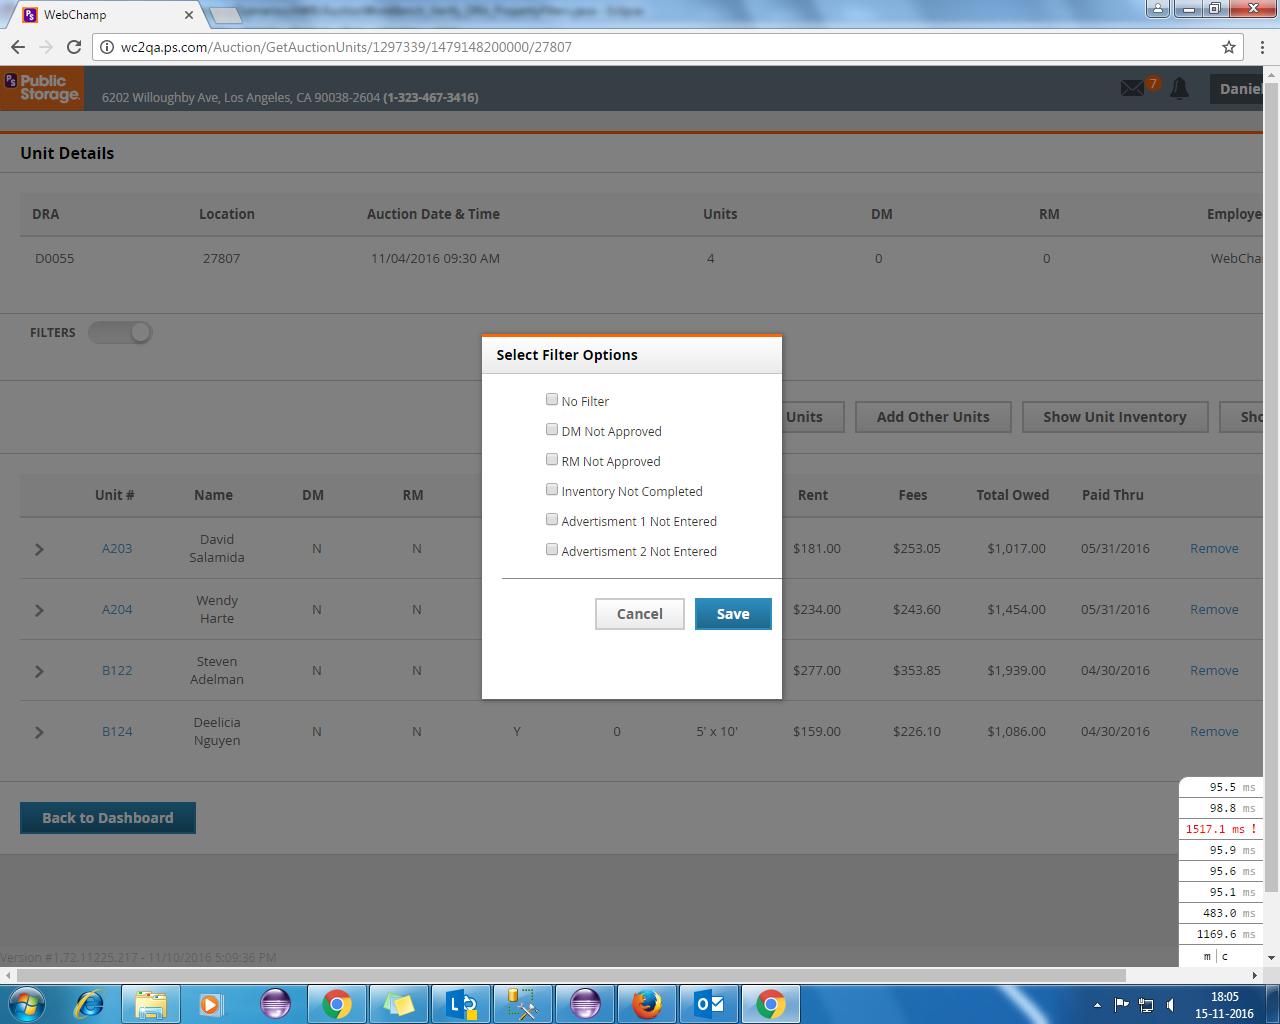 WebChamp
wc2qa.ps.com/Auction/GetAuctionUnits/1297339/1479148200000/27807
PS Public Storage.
6202 Willoughby Ave, Los Angeles, CA 90038-2604 (1-323-467-3416)
7
Daniel
Unit Details
DRA Location Auction Date & Time Units DM RM Employe
D0055 27807 11/04/2016 09:30 AM 4 0 0 WebCha
FILTERS
Select Filter Options
No Filter
DM Not Approved
RM Not Approved
Inventory Not Completed
Advertisment 1 Not Entered
Advertisment 2 Not Entered
Cancel Save
Units Add Other Units Show Unit Inventory Sho
Unit # Name DM RM Rent Fees Total Owed Paid Thru
A203 David Salamida N N $181.00 $253.05 $1,017.00 05/31/2016 Remove
A204 Wendy Harte N N $234.00 $243.60 $1,454.00 05/31/2016 Remove
B122 Steven Adelman N N $277.00 $353.85 $1,939.00 04/30/2016 Remove
B124 Deelicia Nguyen N N Y 0 5' x 10' $159.00 $226.10 $1,086.00 04/30/2016 Remove
Back to Dashboard
95.5 ms
98.8 ms
1517.1 ms !
95.9 ms
95.6 ms
95.1 ms
483.0 ms
1169.6 ms
m | c
Version #1.72.11225.217 - 11/10/2016 5:09:36 PM
18:05
15-11-2016